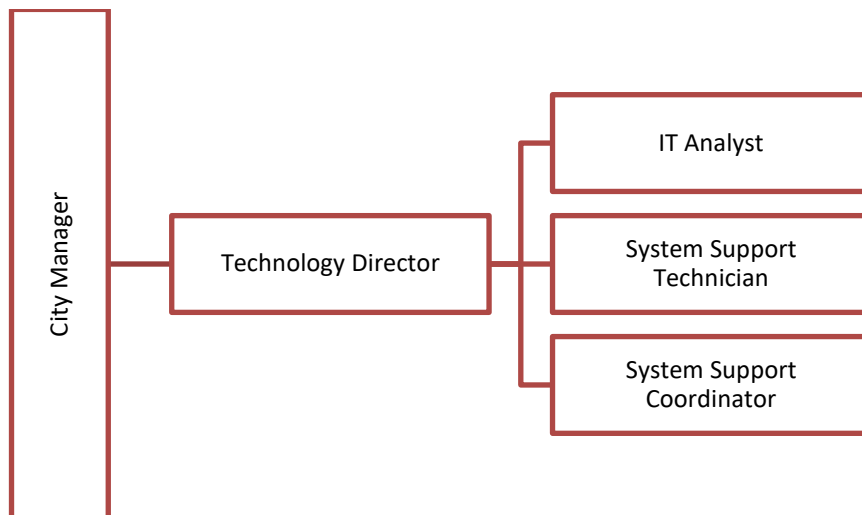 City Manager
Technology Director
IT Analyst
System Support
Technician
System Support
Coordinator